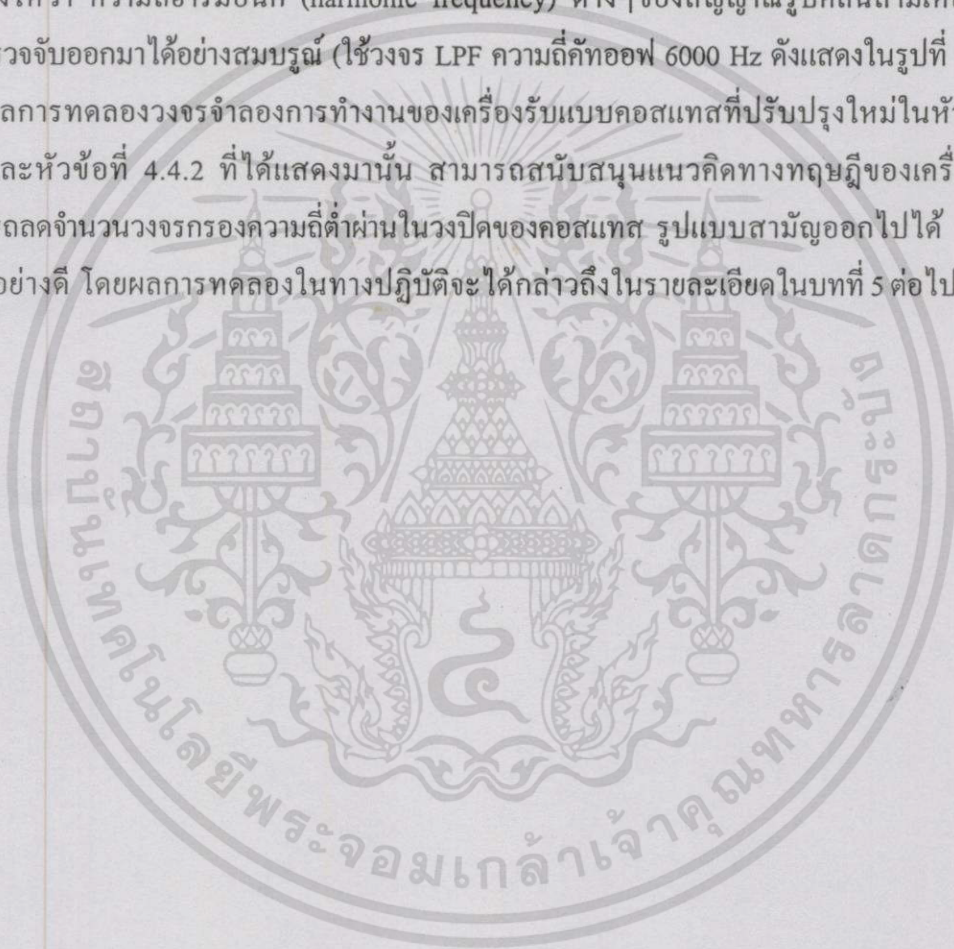 ความถี่ฮาร์มอนิก (harmonic frequency) ต่างๆของสัญญาณรูปคลื่นสามเหลี่ยม
วจจับออกมาได้อย่างสมบรูณ์ (ใช้วงจร LPF ความถี่คัทออฟ 6000 Hz ดังแสดงในรูปที่
ลการทดลองวงจรจำลองการทำงานของเครื่องรับแบบคอสแทสที่ปรับปรุงใหม่ในหัว
ละหัวข้อที่ 4.4.2 ที่ได้แสดงมานั้น สามารถสนับสนุนแนวคิดทางทฤษฎีของเครื่
รถลดจำนวนวงจรกรองความถี่ต่ำผ่านในวงปิดของคอสแทส รูปแบบสามัญออกไปได้
อย่างดี โดยผลการทดลองในทางปฏิบัติจะได้กล่าวถึงในรายละเอียดในบทที่ 5 ต่อไป
สถาบันเทคโนโลยีพระจอมเกล้าเจ้าคุณทหารลาดกระบัง